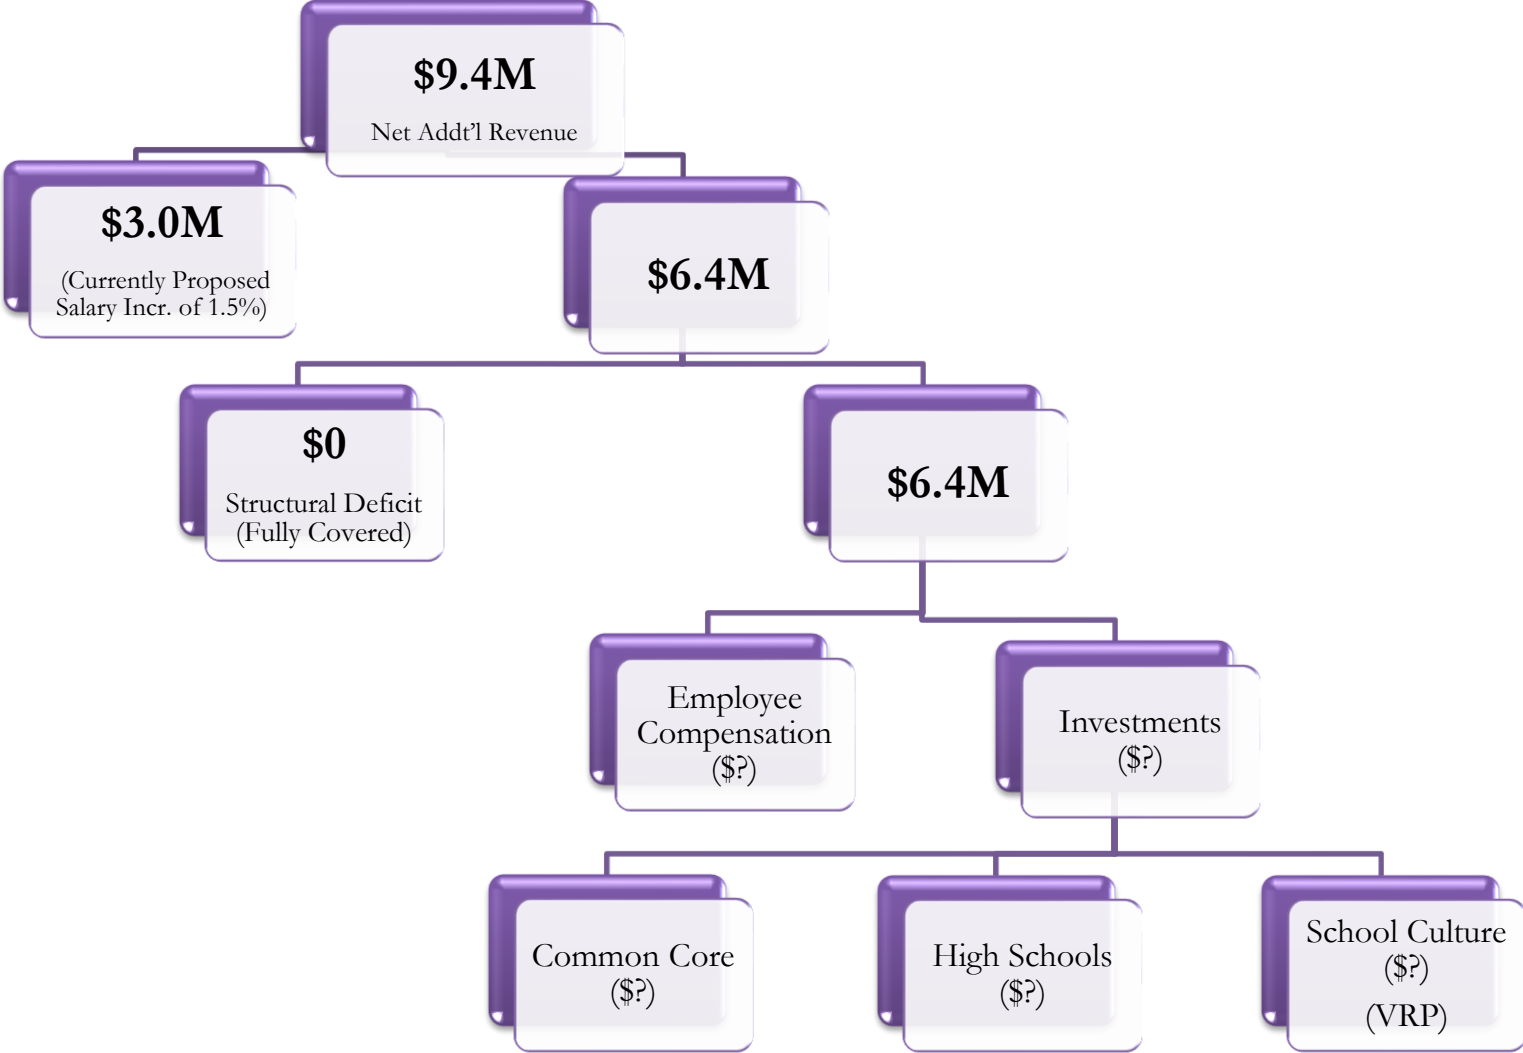 $9.4M
Net Addt’l Revenue
$3.0M
(Currently Proposed
Salary Incr. of 1.5%)
$6.4M
$0
Structural Deficit
(Fully Covered)
$6.4M
Employee
Compensation
($?)
Investments
($?)
Common Core
($?)
High Schools
($?)
School Culture
($?)
(VRP)